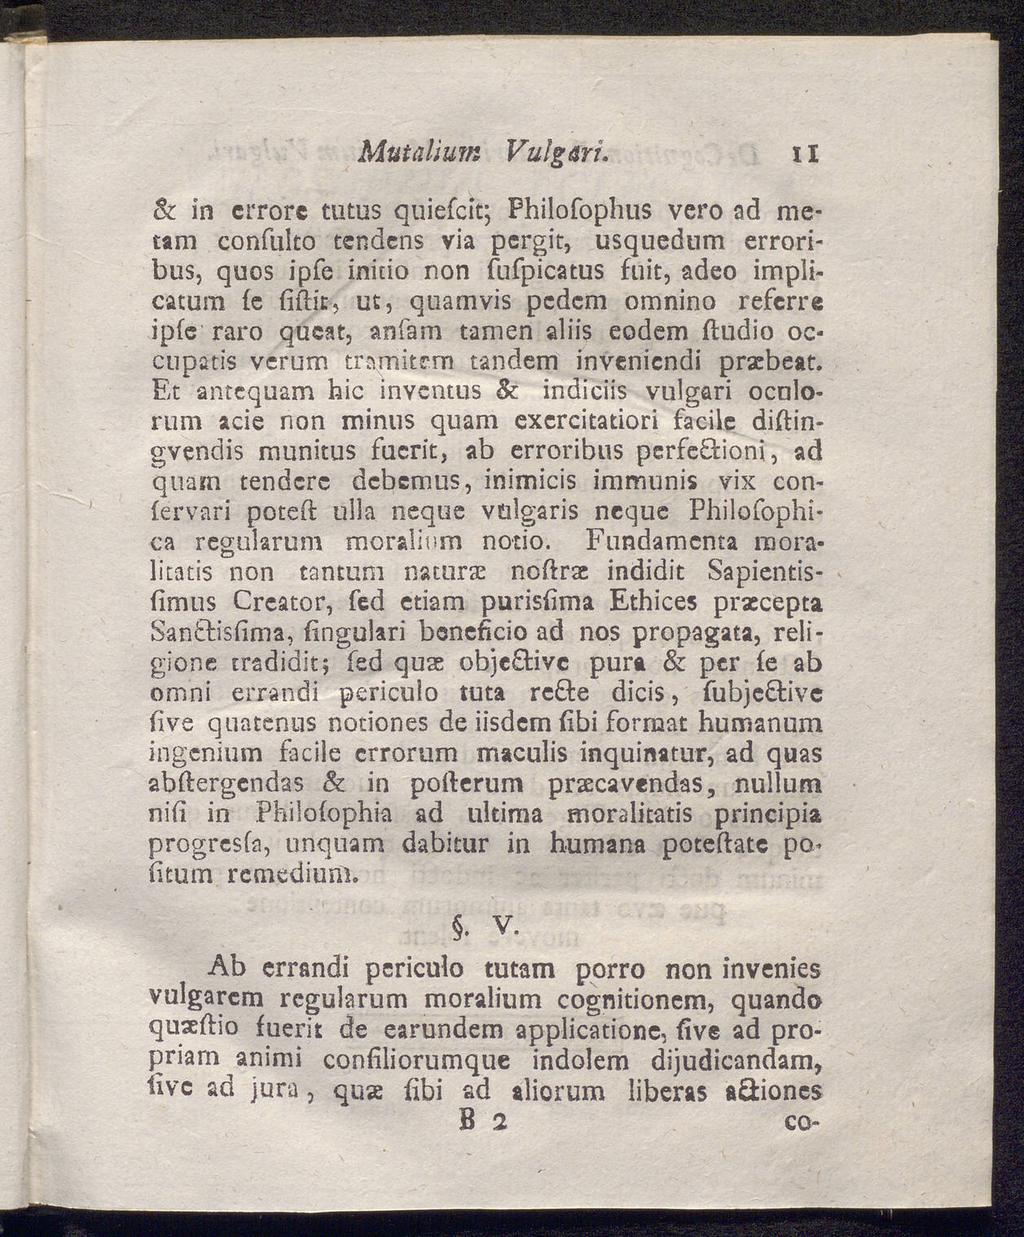 Mutalium Vulgari. 11
& in errore tutus quieſcit; Philoſophus vero ad me-
tam conſulto tendens via pergit, usquedum errori-
bus, quos ipſe initio non ſuſpicatus fuit, adeo impli-
catum ſe ſiſtit, ut, quamvis pedem omnino referre
ipſe raro queat, anſam tamen aliis eodem ſtudio oc-
cupatis verum tramitem tandem inveniendi præbeat.
Et antequam hic inventus & indiciis vulgari oculo-
rum acie non minus quam exercitatiori facile diſtin-
gvendis munitus fuerit, ab erroribus perfectioni, ad
quam tendere debemus, inimicis immunis vix con-
ſervari poteſt ulla neque vulgaris neque Philoſophi-
ca regularum moralium notio. Fundamenta mora-
litatis non tantum naturæ noſtræ indidit Sapientis-
ſimus Creator, ſed etiam purisſima Ethices præcepta
Sanctisſima, ſingulari beneficio ad nos propagata, reli-
gione tradidit; ſed quæ objective pura & per ſe ab
omni errandi periculo tuta recte dicis, ſubjective
ſive quatenus notiones de iisdem ſibi format humanum
ingenium facile errorum maculis inquinatur, ad quas
abſtergendas & in poſterum præcavendas, nullum
niſi in Philoſophia ad ultima moralitatis principia
progresſa, unquam dabitur in humana poteſtate po-
ſitum remedium.
§. V.
Ab errandi periculo tutam porro non invenies
vulgarem regularum moralium cognitionem, quando
quæſtio fuerit de earundem applicatione, ſive ad pro-
priam animi conſiliorumque indolem dijudicandam,
ſive ad jura, quæ ſibi ad aliorum liberas actiones
B 2 co-